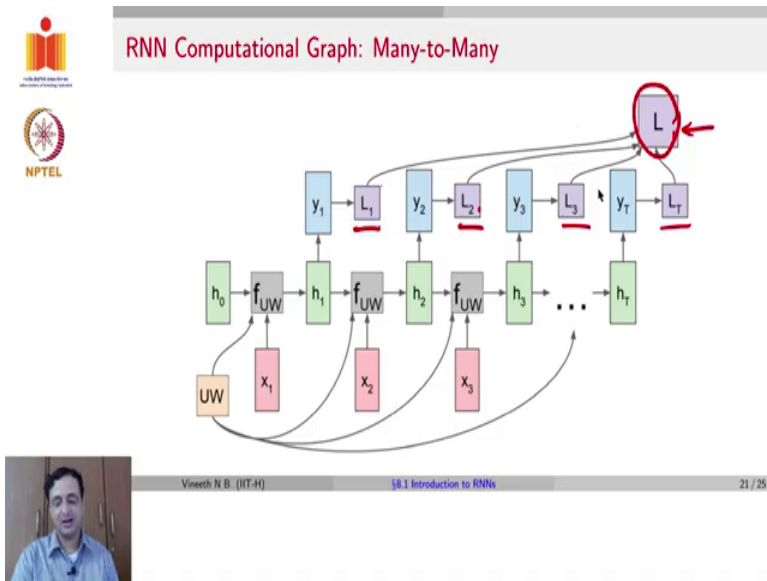 RNN Computational Graph: Many-to-Many
NPTEL
L
y1 L1 y2 L2 y3 L3 yT LT
h0 fUW h1 fUW h2 fUW h3 ... hT
x1 x2 x3
UW
Vineeth N B (IIT-H) §8.1 Introduction to RNNs 21 / 25